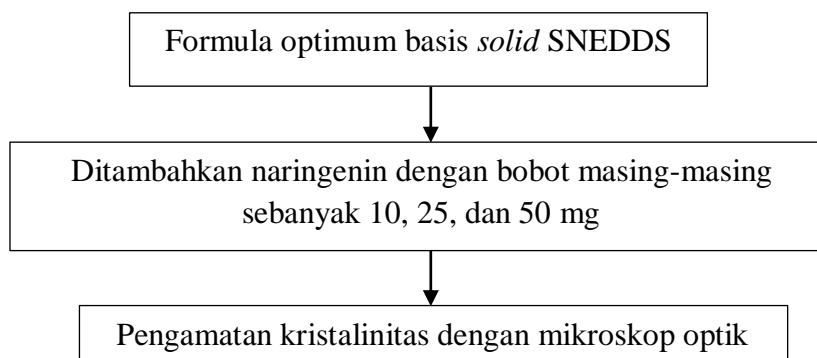 Formula optimum basis solid SNEDDS
Ditambahkan naringenin dengan bobot masing-masing
sebanyak 10, 25, dan 50 mg
Pengamatan kristalinitas dengan mikroskop optik